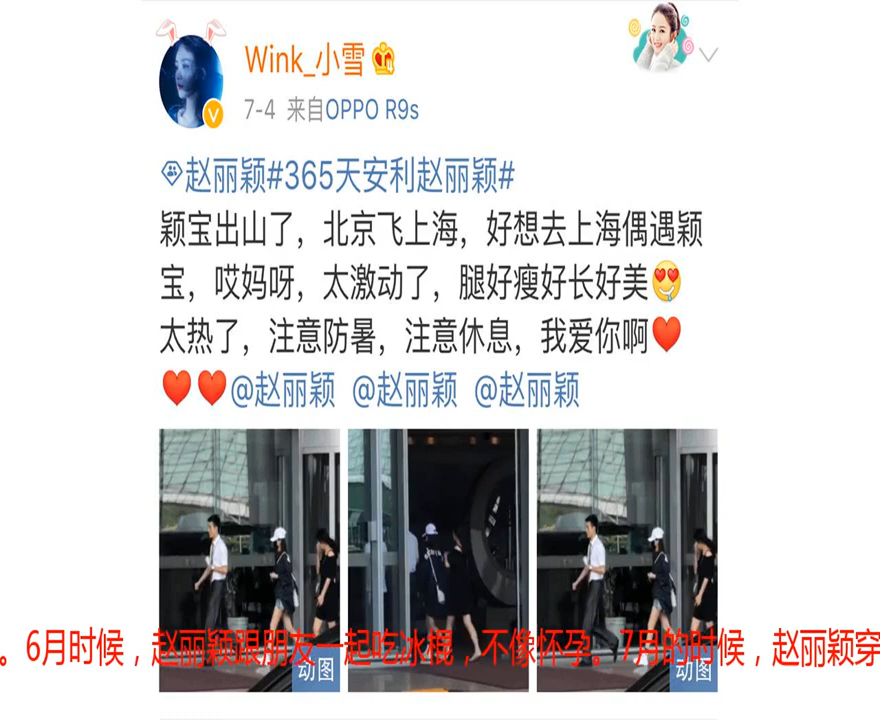 Wink_小雪
7-4 来自OPPO R9s
赵丽颖#365天安利赵丽颖#
颖宝出山了，北京飞上海，好想去上海偶遇颖
宝，哎妈呀，太激动了，腿好瘦好长好美😍
太热了，注意防暑，注意休息，我爱你啊❤️
❤️❤️@赵丽颖 @赵丽颖 @赵丽颖
。6月时候，赵丽颖跟朋友一起吃冰棍，不像怀孕。7月的时候，赵丽颖穿
动图
动图